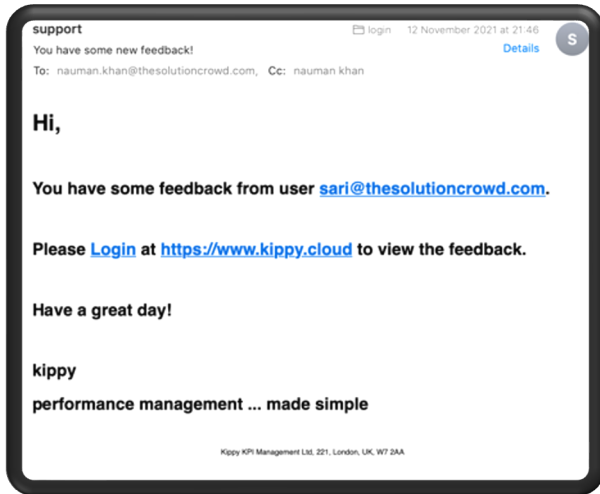 support
login 12 November 2021 at 21:46
S
You have some new feedback!
Details
To: nauman.khan@thesolutioncrowd.com, Cc: nauman khan
Hi,
You have some feedback from user sari@thesolutioncrowd.com.
Please Login at https://www.kippy.cloud to view the feedback.
Have a great day!
kippy
performance management ... made simple
Kippy KPI Management Ltd, 221, London, UK, W7 2AA